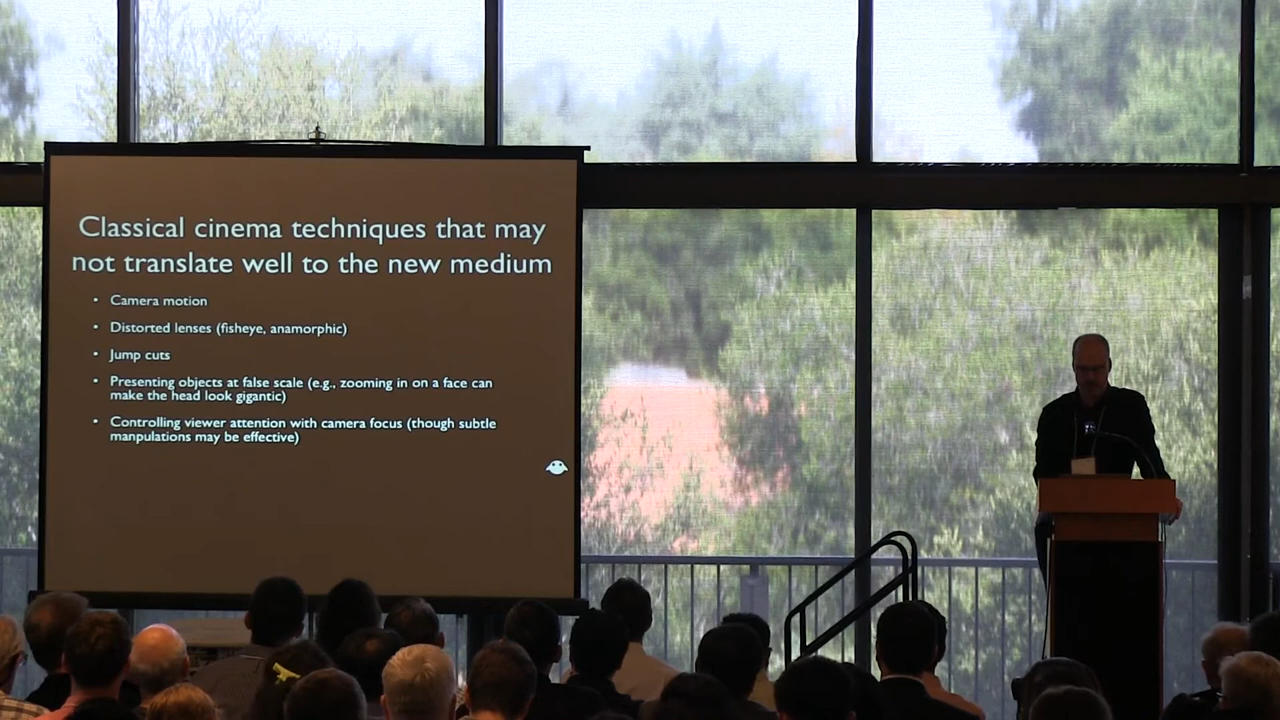 Classical cinema techniques that may
not translate well to the new medium
• Camera motion
• Distorted lenses (fisheye, anamorphic)
• Jump cuts
• Presenting objects at false scale (e.g., zooming in on a face can
make the head look gigantic)
• Controlling viewer attention with camera focus (though subtle
manpulations may be effective)